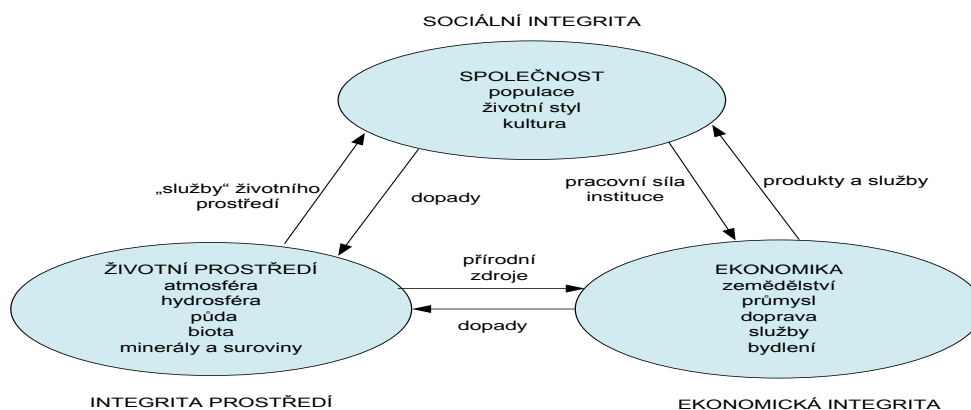 SOCIÁLNÍ INTEGRITA
SPOLEČNOST
populace
životní styl
kultura
„služby“ životního
prostředí
dopady
pracovní síla
instituce
produkty a služby
ŽIVOTNÍ PROSTŘEDÍ
atmosféra
hydrosféra
půda
biota
minerály a suroviny
přírodní
zdroje
dopady
EKONOMIKA
zemědělství
průmysl
doprava
služby
bydlení
INTEGRITA PROSTŘEDÍ
EKONOMICKÁ INTEGRITA